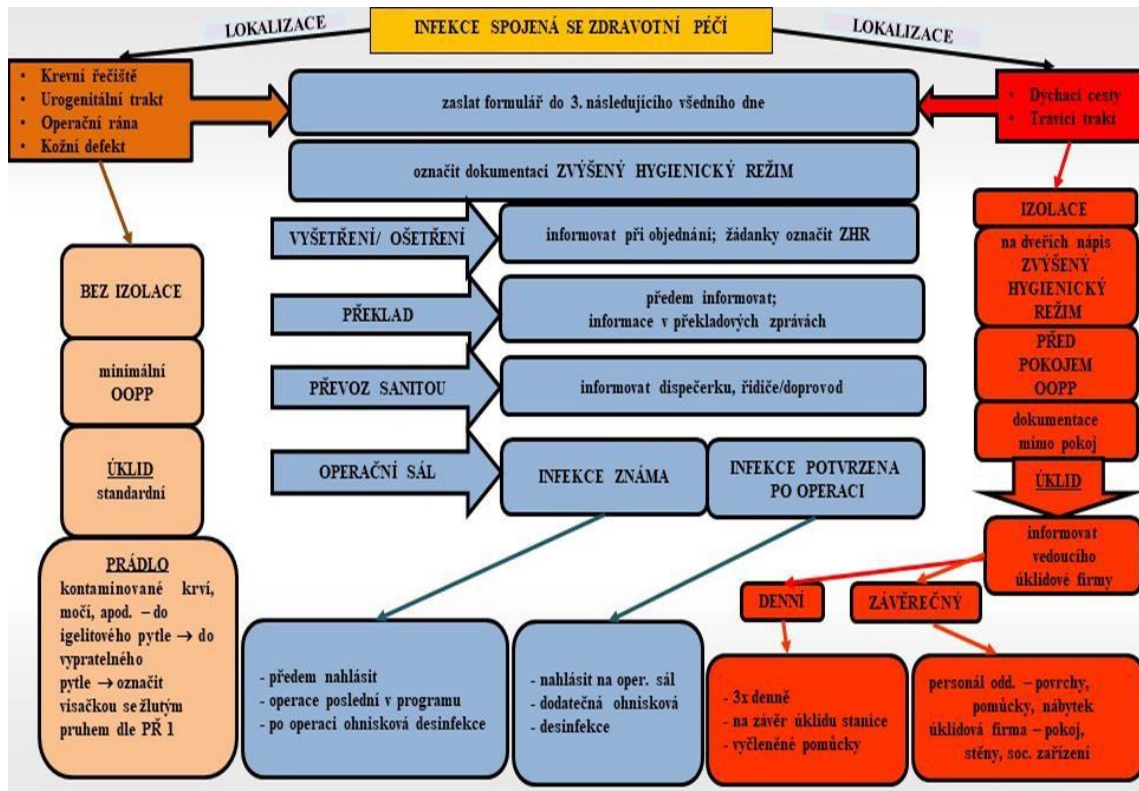 LOKALIZACE
INFEKCE SPOJENÁ SE ZDRAVOTNÍ PÉČÍ
LOKALIZACE
• Krevní řečiště
• Urogenitální trakt
• Operační rána
• Kožní defekt
zaslat formulář do 3. následujícího všedního dne
• Dychací cesty
• Trávící trakt
označit dokumentaci ZVÝŠENÝ HYGIENICKÝ REŽIM
VYŠETŘENÍ/ OŠETŘENÍ
informovat při objednání; žádanky označit ZHR
PŘEKLAD
předem informovat;
informace v překladových zprávách
PŘEVOZ SANITOU
informovat dispečerku, řidiče/doprovod
OPERAČNÍ SÁL
INFEKCE ZNÁMA
INFEKCE POTVRZENA
PO OPERACI
- předem nahlásit
- operace poslední v programu
- po operaci ohnisková desinfekce
- nahlásit na oper. sál
- dodatečná ohnisková
- desinfekce
BEZ IZOLACE
minimální
OOPP
ÚKLID
standardní
PRÁDLO
kontaminované krví,
močí, apod. – do
igelitového pytle → do
vypratelného
pytle → označit
visačkou se žlutým
pruhem dle PŘ 1
IZOLACE
na dveřích nápis
ZVÝŠENÝ
HYGIENICKÝ
REŽIM
PŘED
POKOJEM
OOPP
dokumentace
mimo pokoj
ÚKLID
informovat
vedoucího
úklidové firmy
DENNÍ
ZÁVĚREČNÝ
- 3x denně
- na závěr úklidu stanice
- vyčleněné pomůcky
personál odd. – povrchy,
pomůcky, nábytek
úklidová firma – pokoj,
stěny, soc. zařízení